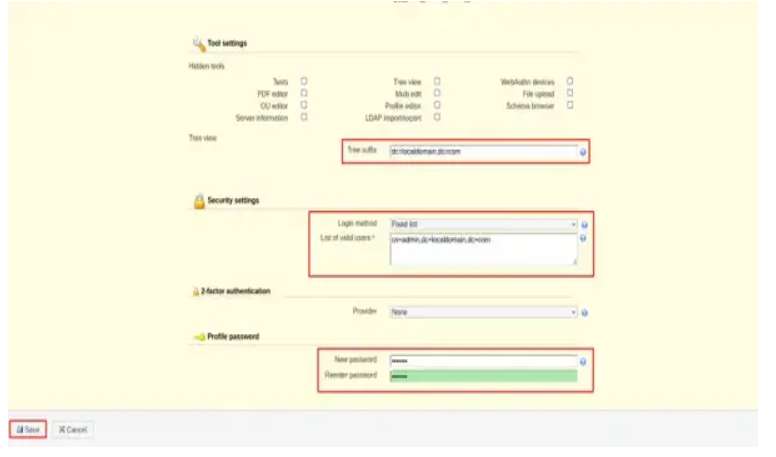 Tool settings
Hidden tools
Tests Tree view WebAuthn devices
PDF editor Multi edit File upload
OU editor Profile editor Schema browser
Server information LDAP import/export
Tree view
Tree suffix dc=localdomain,dc=com
Security settings
Login method Fixed list
List of valid users * cn=admin,dc=localdomain,dc=com
2-factor authentication
Provider None
Profile password
New password ••••••
Reenter password ••••••
Save Cancel